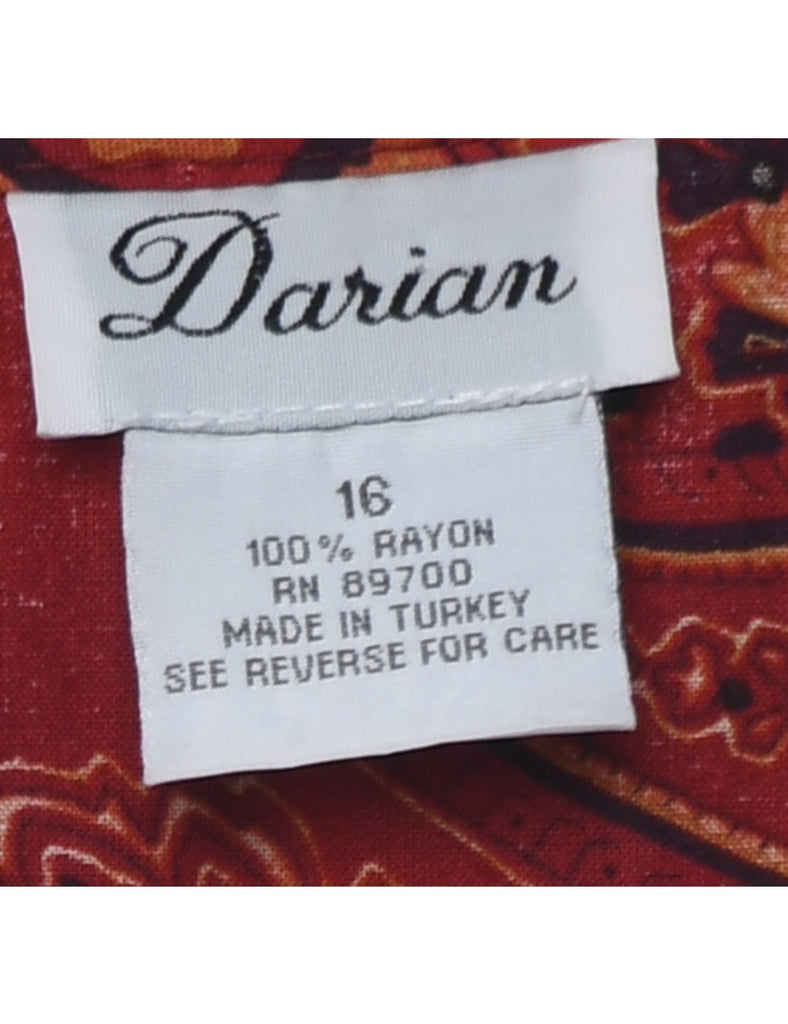 Darian
16
100% RAYON
RN 89700
MADE IN TURKEY
SEE REVERSE FOR CARE